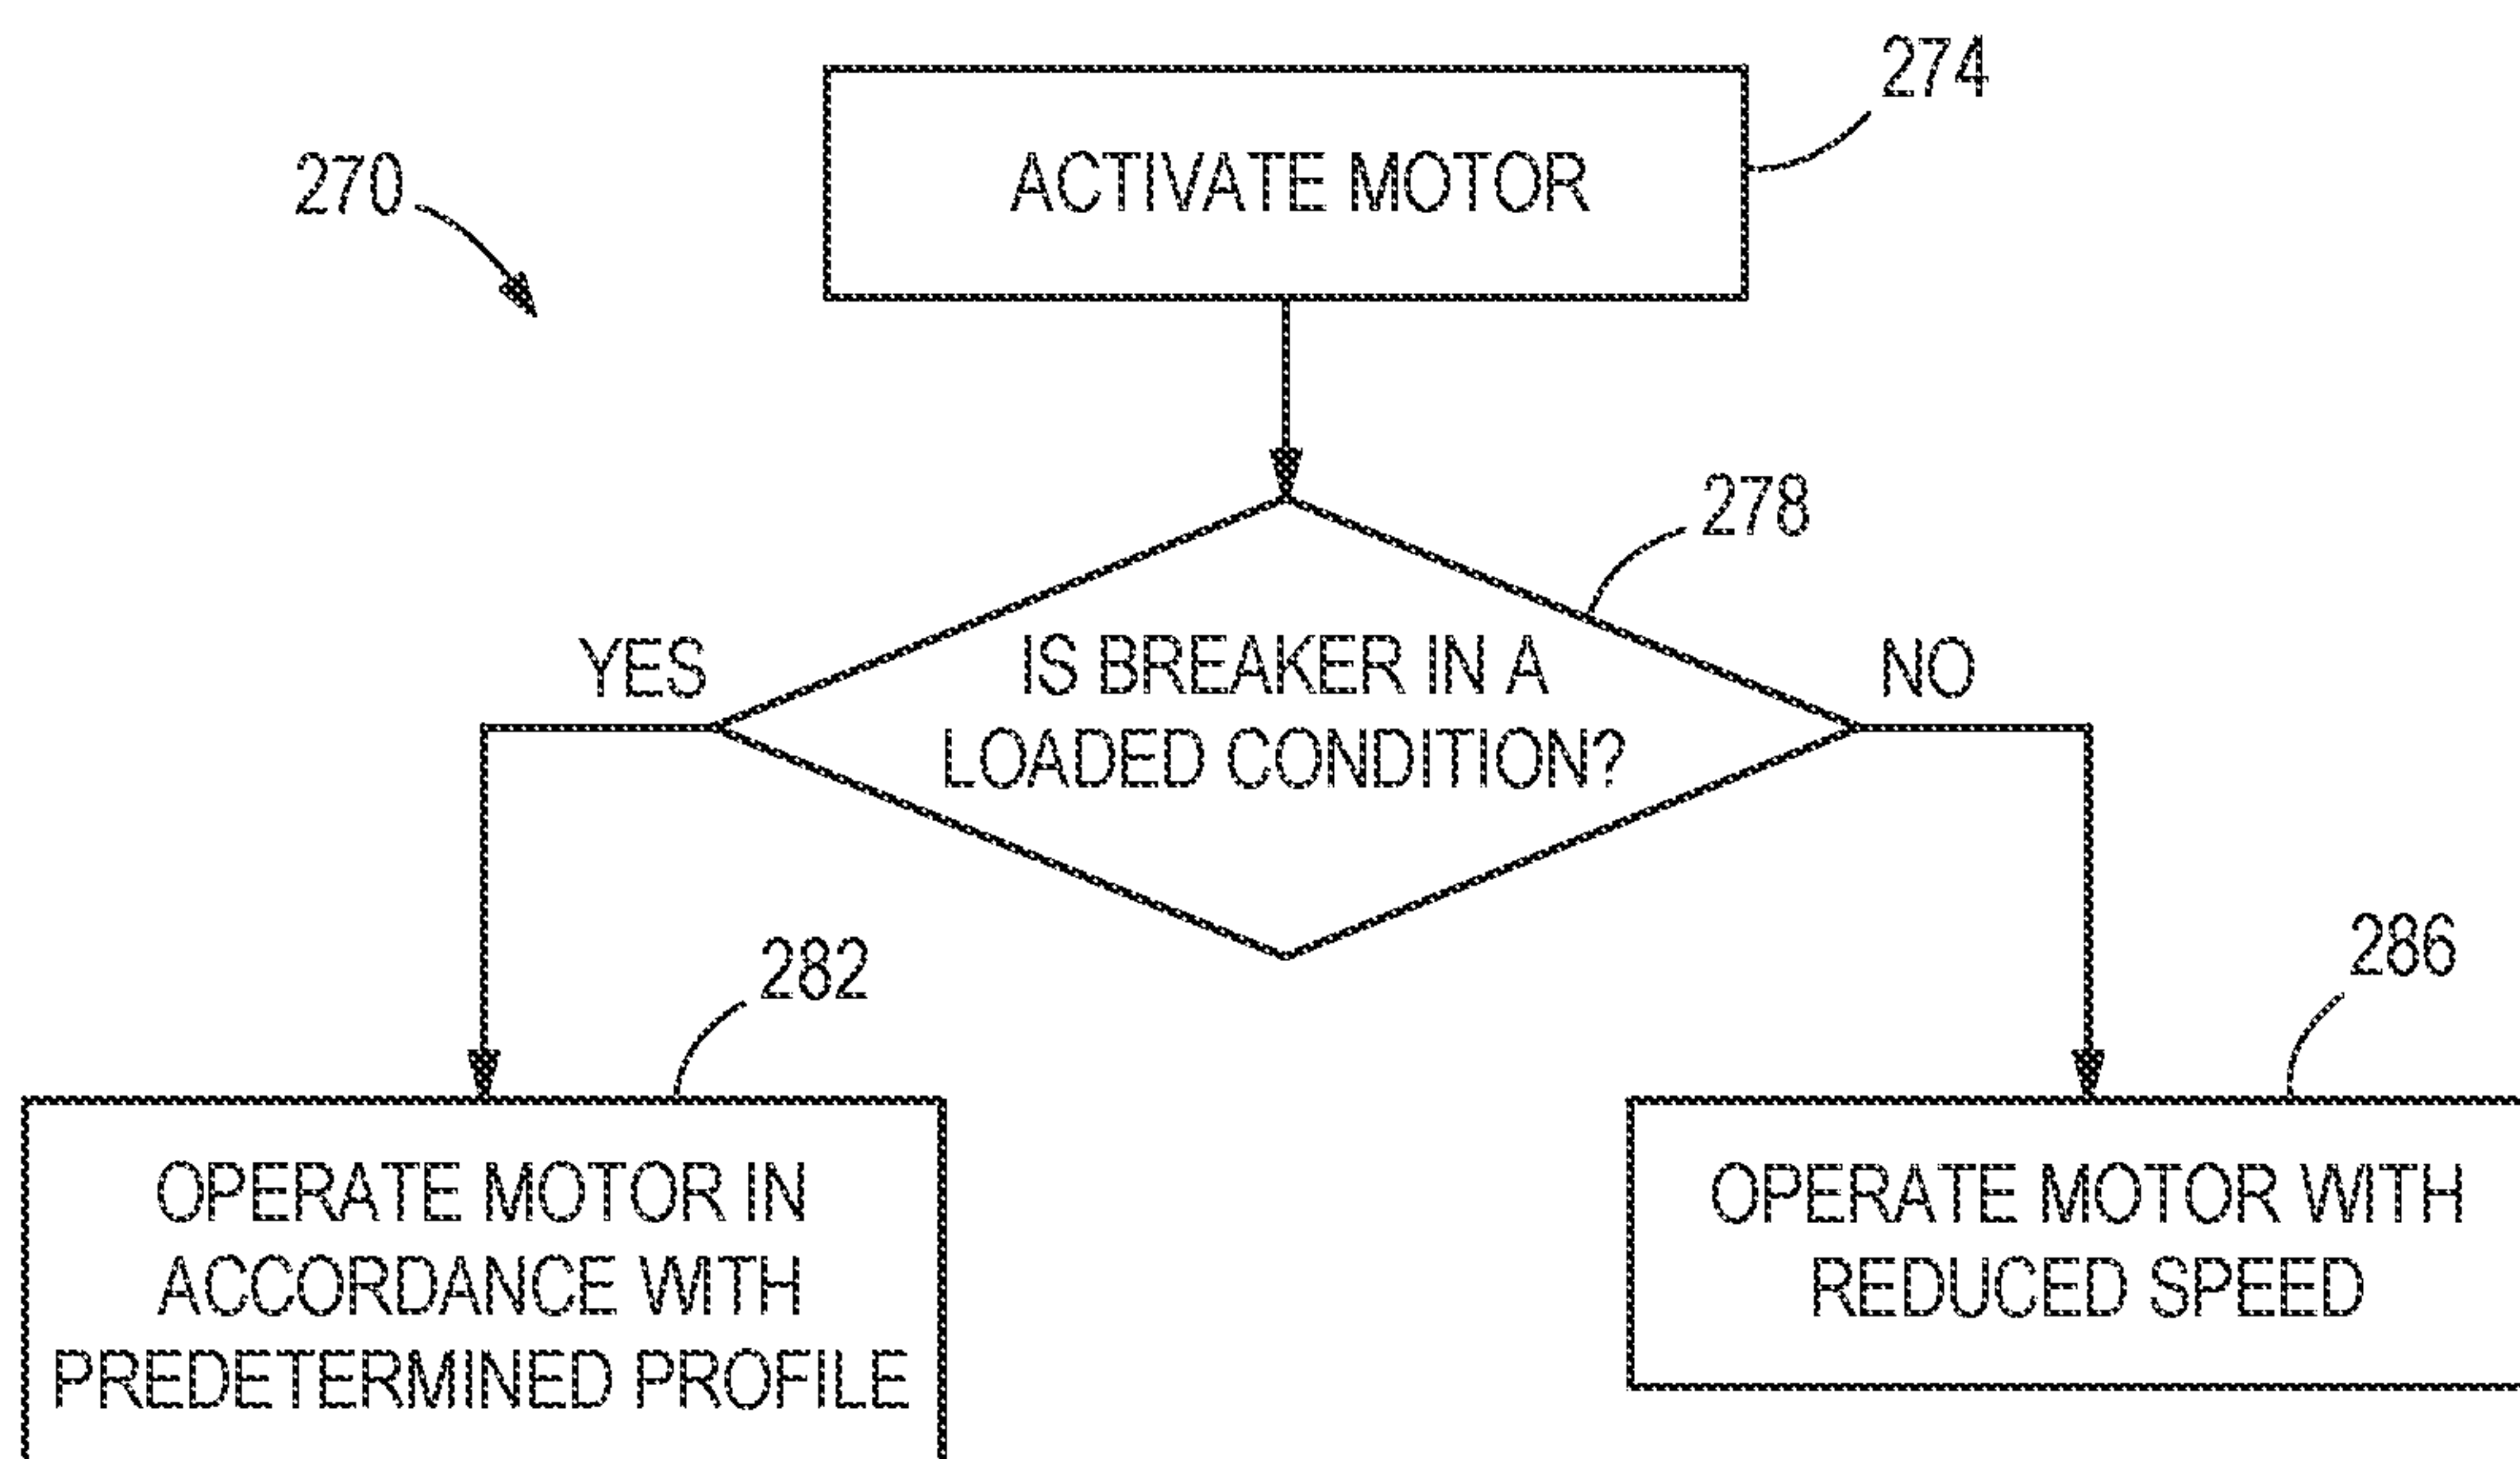 274
270
ACTIVATE MOTOR
278
YES
IS BREAKER IN A
LOADED CONDITION?
NO
282
286
OPERATE MOTOR IN
ACCORDANCE WITH
PREDETERMINED PROFILE
OPERATE MOTOR WITH
REDUCED SPEED